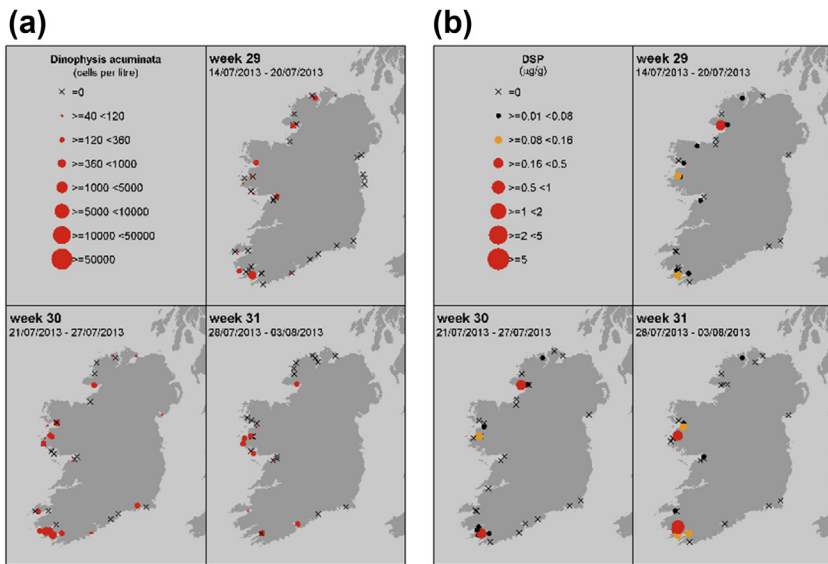 (a)
Dinophysis acuminata
(cells per litre)
× =0
>=40 <120
>=120 <360
>=360 <1000
>=1000 <5000
>=5000 <10000
>=10000 <50000
>=50000
week 29
14/07/2013 - 20/07/2013
week 30
21/07/2013 - 27/07/2013
week 31
28/07/2013 - 03/08/2013
(b)
DSP
(µg/g)
× =0
>=0.01 <0.08
>=0.08 <0.16
>=0.16 <0.5
>=0.5 <1
>=1 <2
>=2 <5
>=5
week 29
14/07/2013 - 20/07/2013
week 30
21/07/2013 - 27/07/2013
week 31
28/07/2013 - 03/08/2013